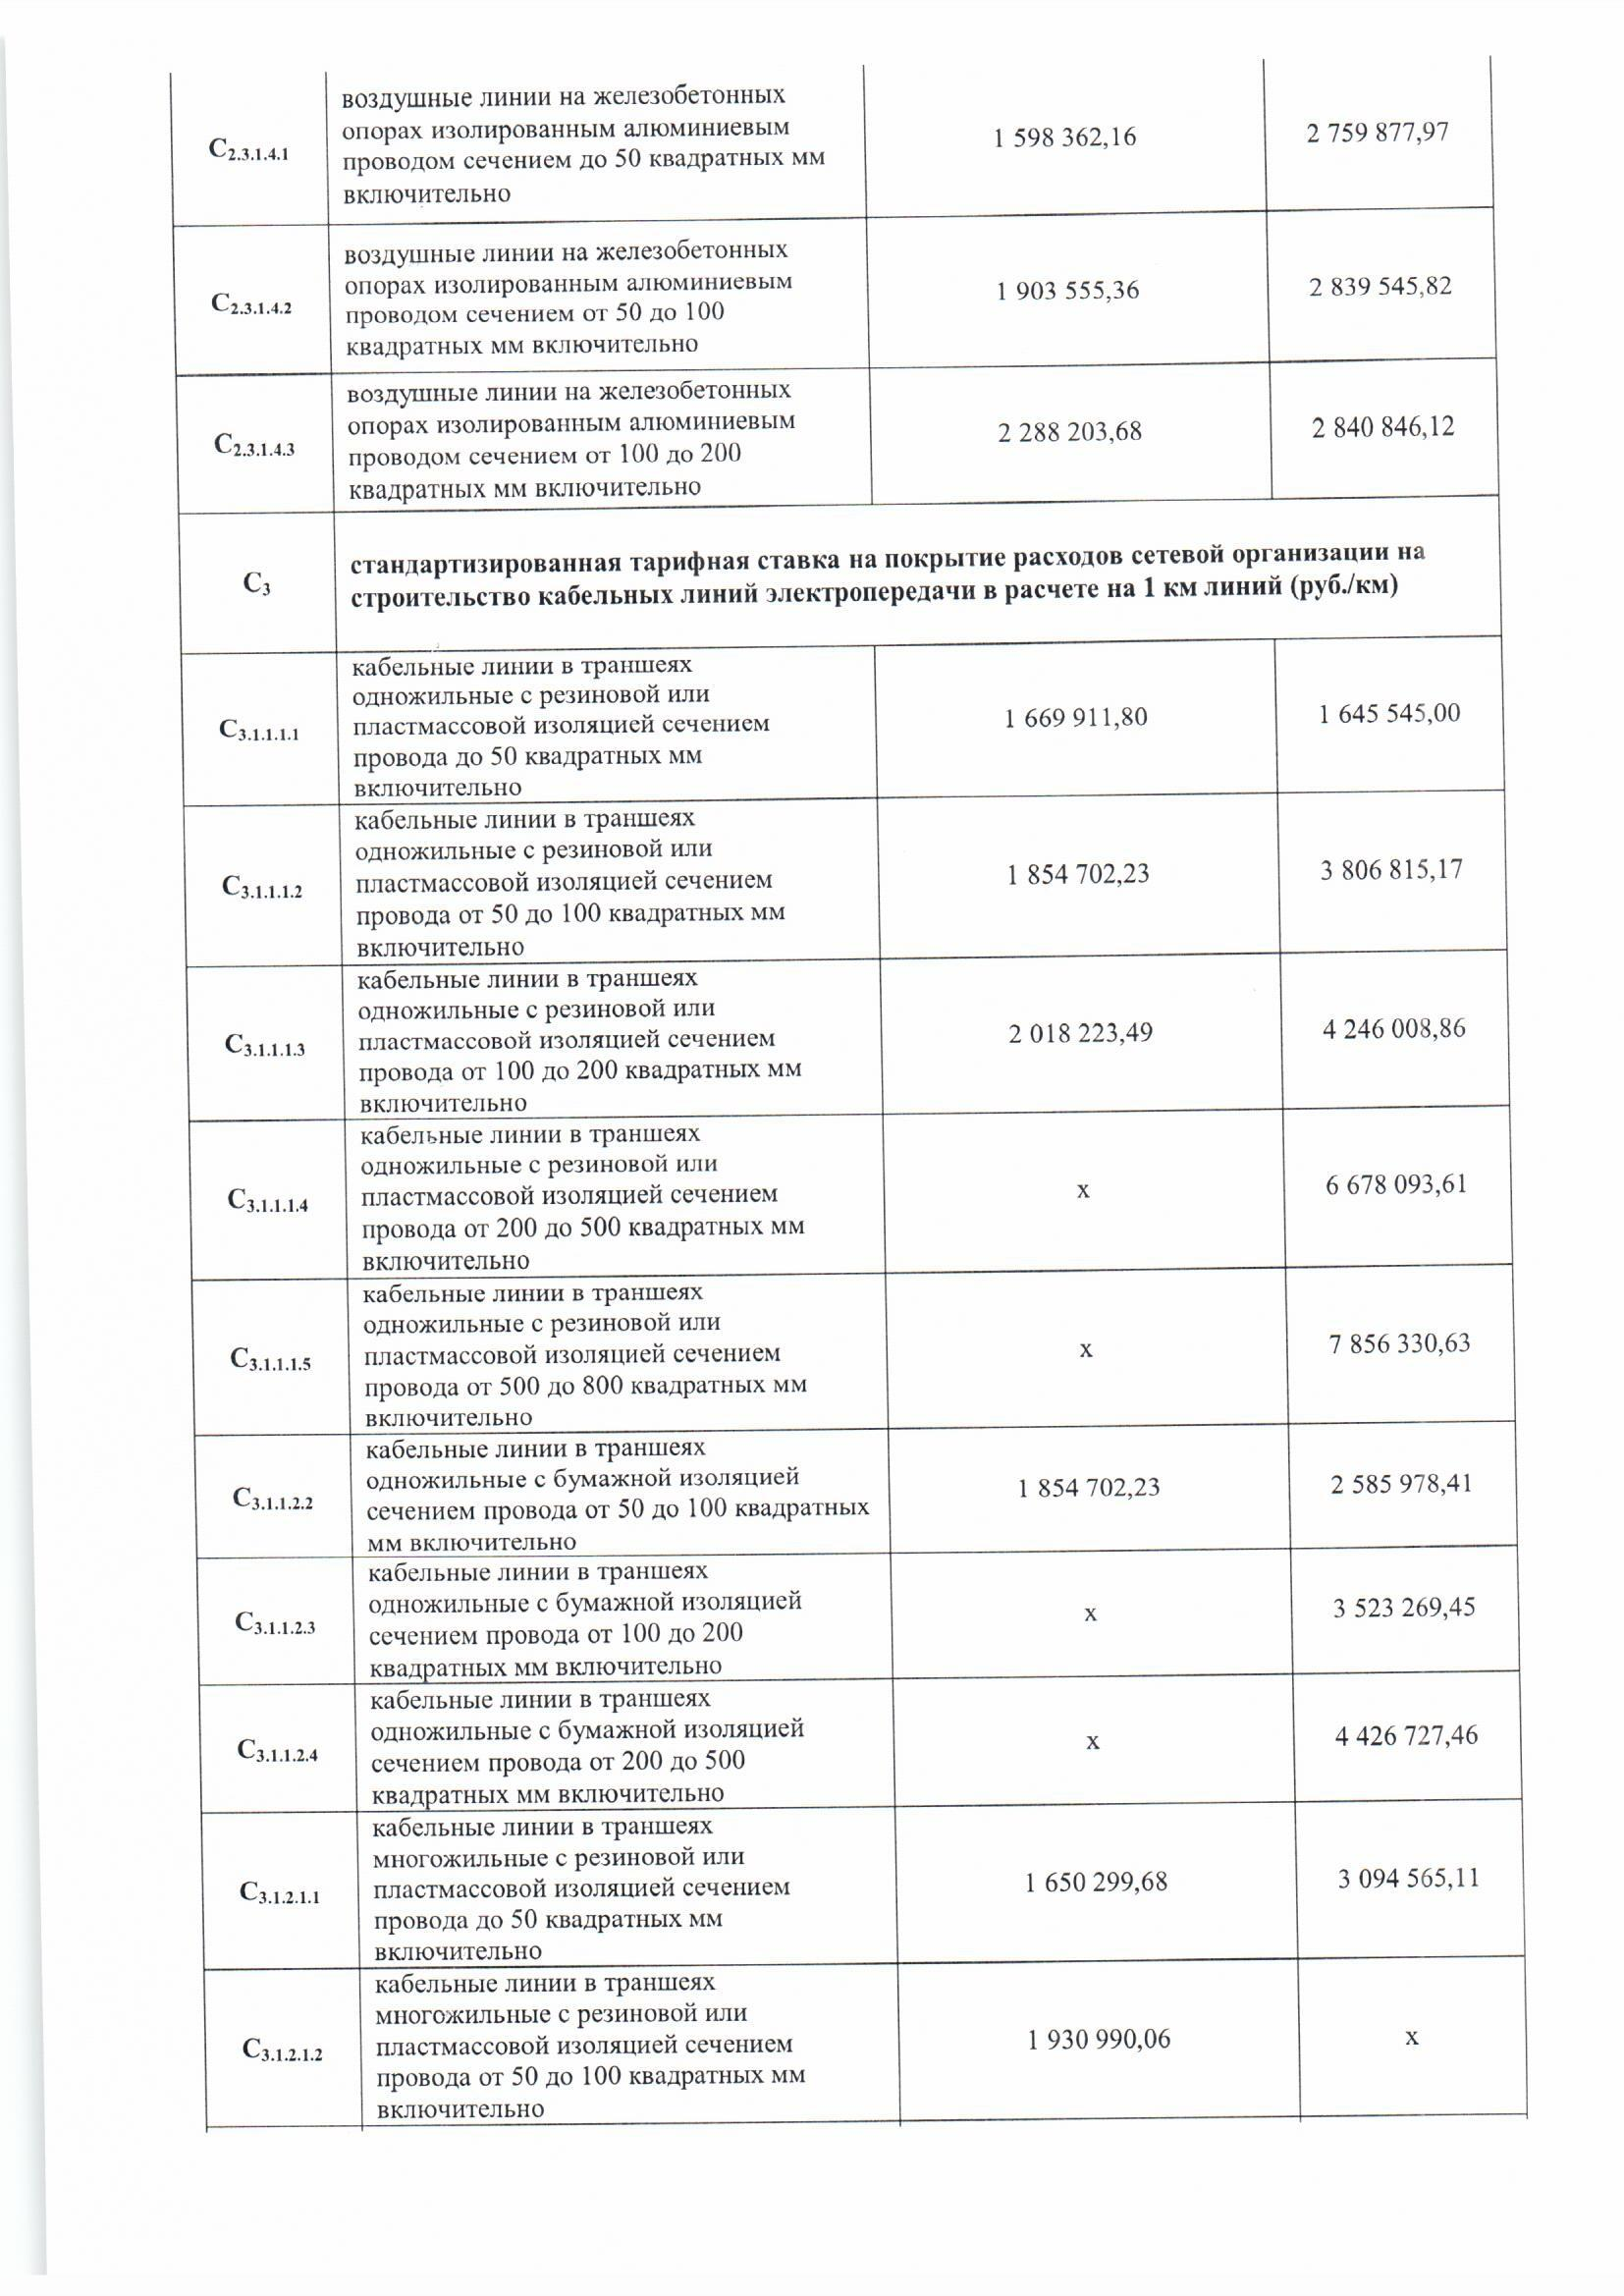 С2.3.1.4.1
воздушные линии на железобетонных
опорах изолированным алюминиевым
проводом сечением до 50 квадратных мм
включительно
1 598 362,16
2 759 877,97
С2.3.1.4.2
воздушные линии на железобетонных
опорах изолированным алюминиевым
проводом сечением от 50 до 100
квадратных мм включительно
1 903 555,36
2 839 545,82
С2.3.1.4.3
воздушные линии на железобетонных
опорах изолированным алюминиевым
проводом сечением от 100 до 200
квадратных мм включительно
2 288 203,68
2 840 846,12
С3
стандартизированная тарифная ставка на покрытие расходов сетевой организации на
строительство кабельных линий электропередачи в расчете на 1 км линий (руб./км)
С3.1.1.1.1
кабельные линии в траншеях
одножильные с резиновой или
пластмассовой изоляцией сечением
провода до 50 квадратных мм
включительно
1 669 911,80
1 645 545,00
С3.1.1.1.2
кабельные линии в траншеях
одножильные с резиновой или
пластмассовой изоляцией сечением
провода от 50 до 100 квадратных мм
включительно
1 854 702,23
3 806 815,17
С3.1.1.1.3
кабельные линии в траншеях
одножильные с резиновой или
пластмассовой изоляцией сечением
провода от 100 до 200 квадратных мм
включительно
2 018 223,49
4 246 008,86
С3.1.1.1.4
кабельные линии в траншеях
одножильные с резиновой или
пластмассовой изоляцией сечением
провода от 200 до 500 квадратных мм
включительно
х
6 678 093,61
С3.1.1.1.5
кабельные линии в траншеях
одножильные с резиновой или
пластмассовой изоляцией сечением
провода от 500 до 800 квадратных мм
включительно
х
7 856 330,63
С3.1.1.2.2
кабельные линии в траншеях
одножильные с бумажной изоляцией
сечением провода от 50 до 100 квадратных
мм включительно
1 854 702,23
2 585 978,41
С3.1.1.2.3
кабельные линии в траншеях
одножильные с бумажной изоляцией
сечением провода от 100 до 200
квадратных мм включительно
х
3 523 269,45
С3.1.1.2.4
кабельные линии в траншеях
одножильные с бумажной изоляцией
сечением провода от 200 до 500
квадратных мм включительно
х
4 426 727,46
С3.1.2.1.1
кабельные линии в траншеях
многожильные с резиновой или
пластмассовой изоляцией сечением
провода до 50 квадратных мм
включительно
1 650 299,68
3 094 565,11
С3.1.2.1.2
кабельные линии в траншеях
многожильные с резиновой или
пластмассовой изоляцией сечением
провода от 50 до 100 квадратных мм
включительно
1 930 990,06
х